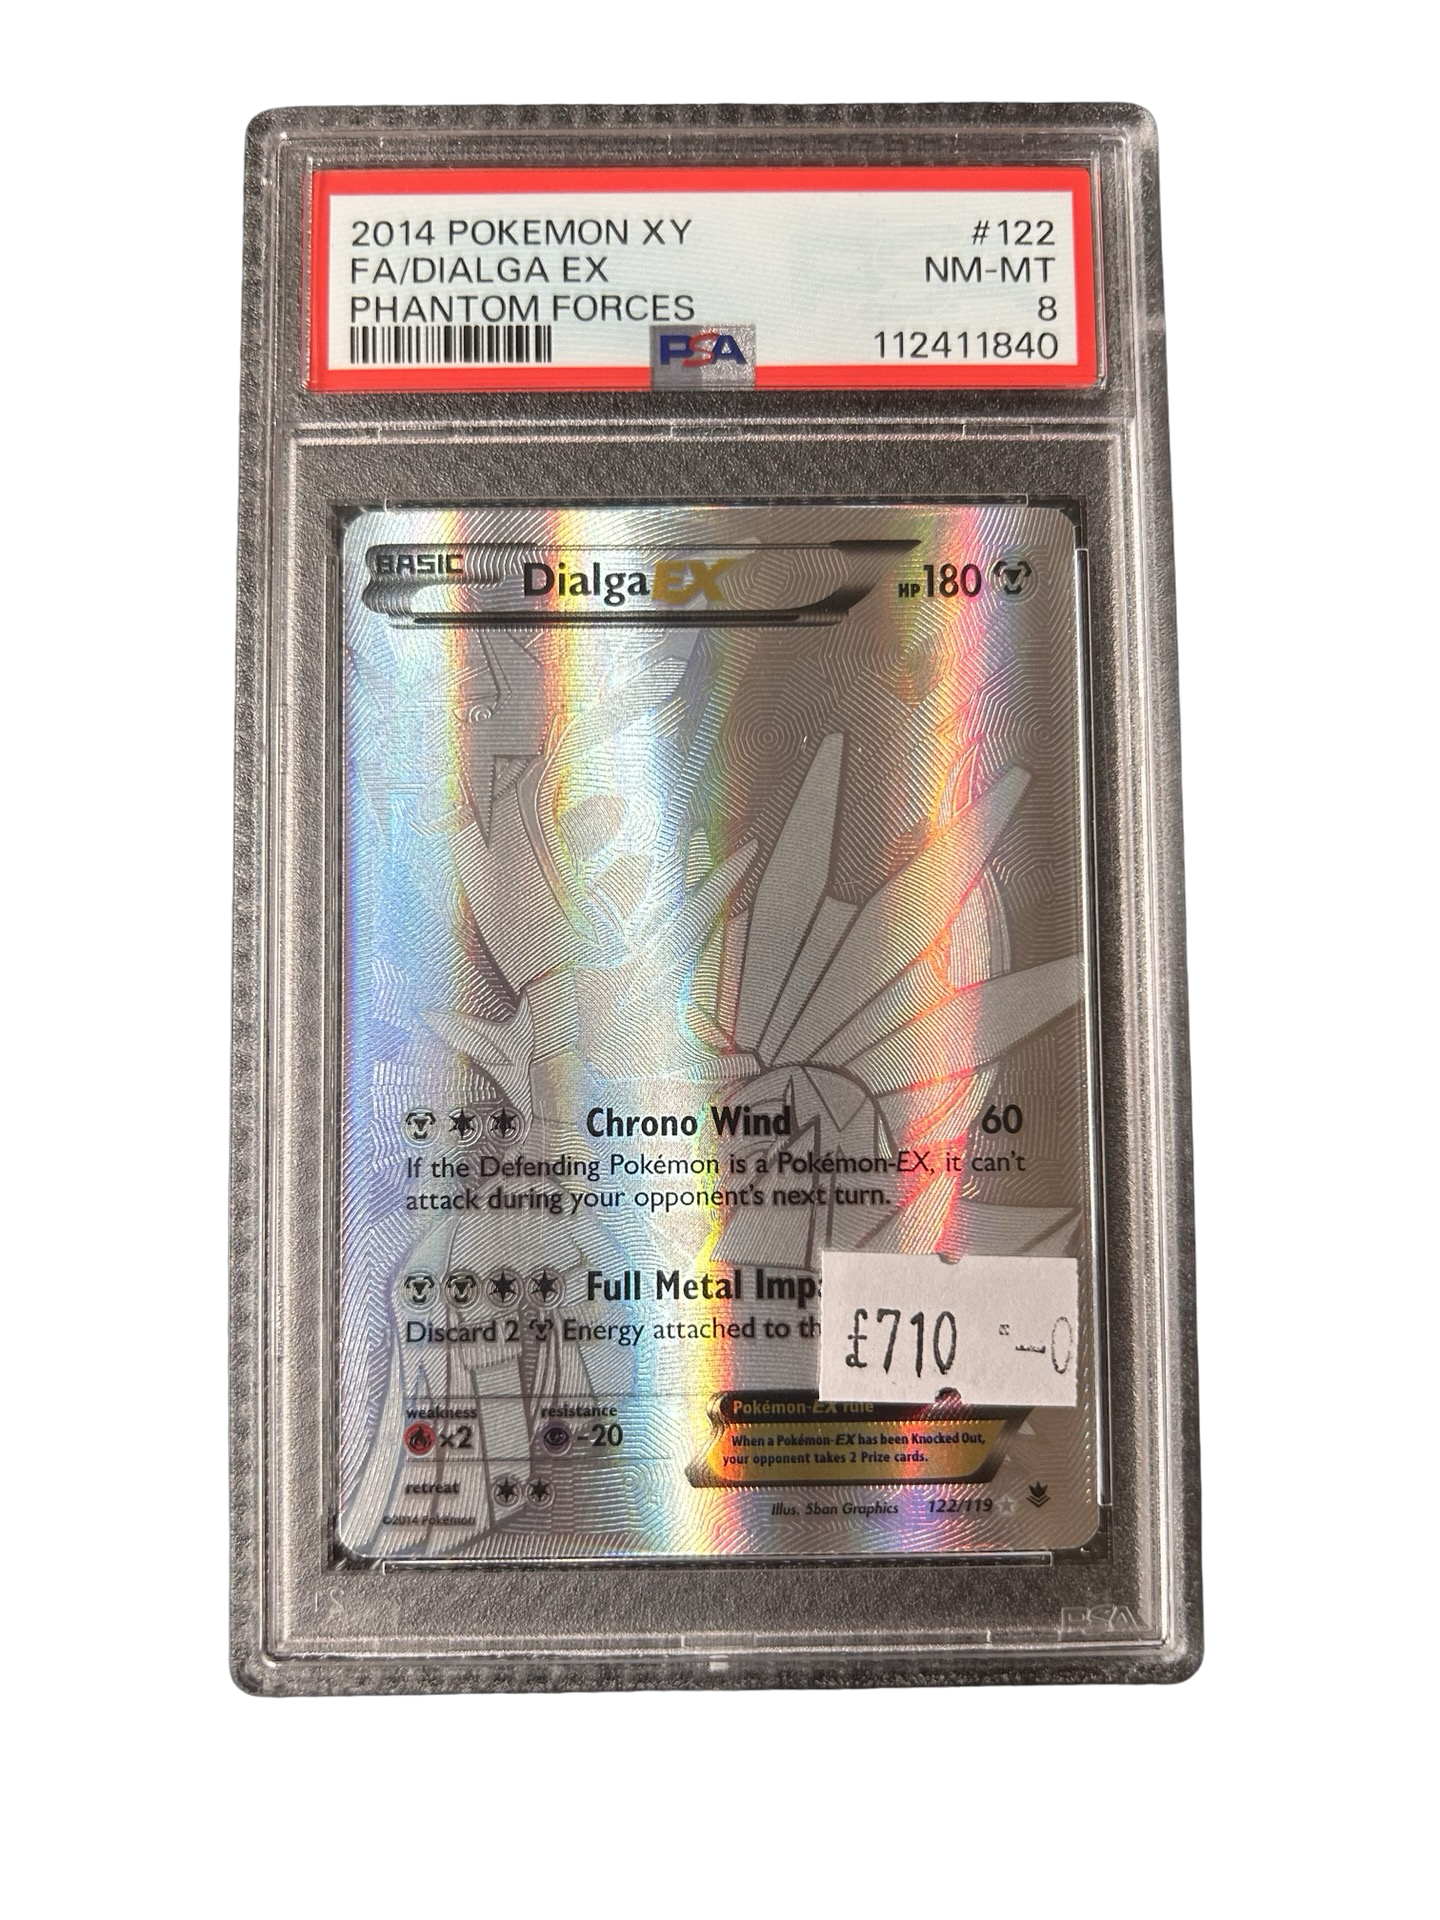 2014 POKEMON XY #122
FA/DIALGA EX NM-MT
PHANTOM FORCES 8
PSA 112411840
BASIC Dialga EX HP180
Chrono Wind 60
If the Defending Pokémon is a Pokémon-EX, it can't
attack during your opponent's next turn.
Full Metal Imp
Discard 2 Energy attached to th
£710
weakness resistance
×2 -20
retreat
Pokémon-EX rule
When a Pokémon-EX has been Knocked Out,
your opponent takes 2 Prize cards.
Illus. 5ban Graphics 122/119
©2014 Pokémon
PSA